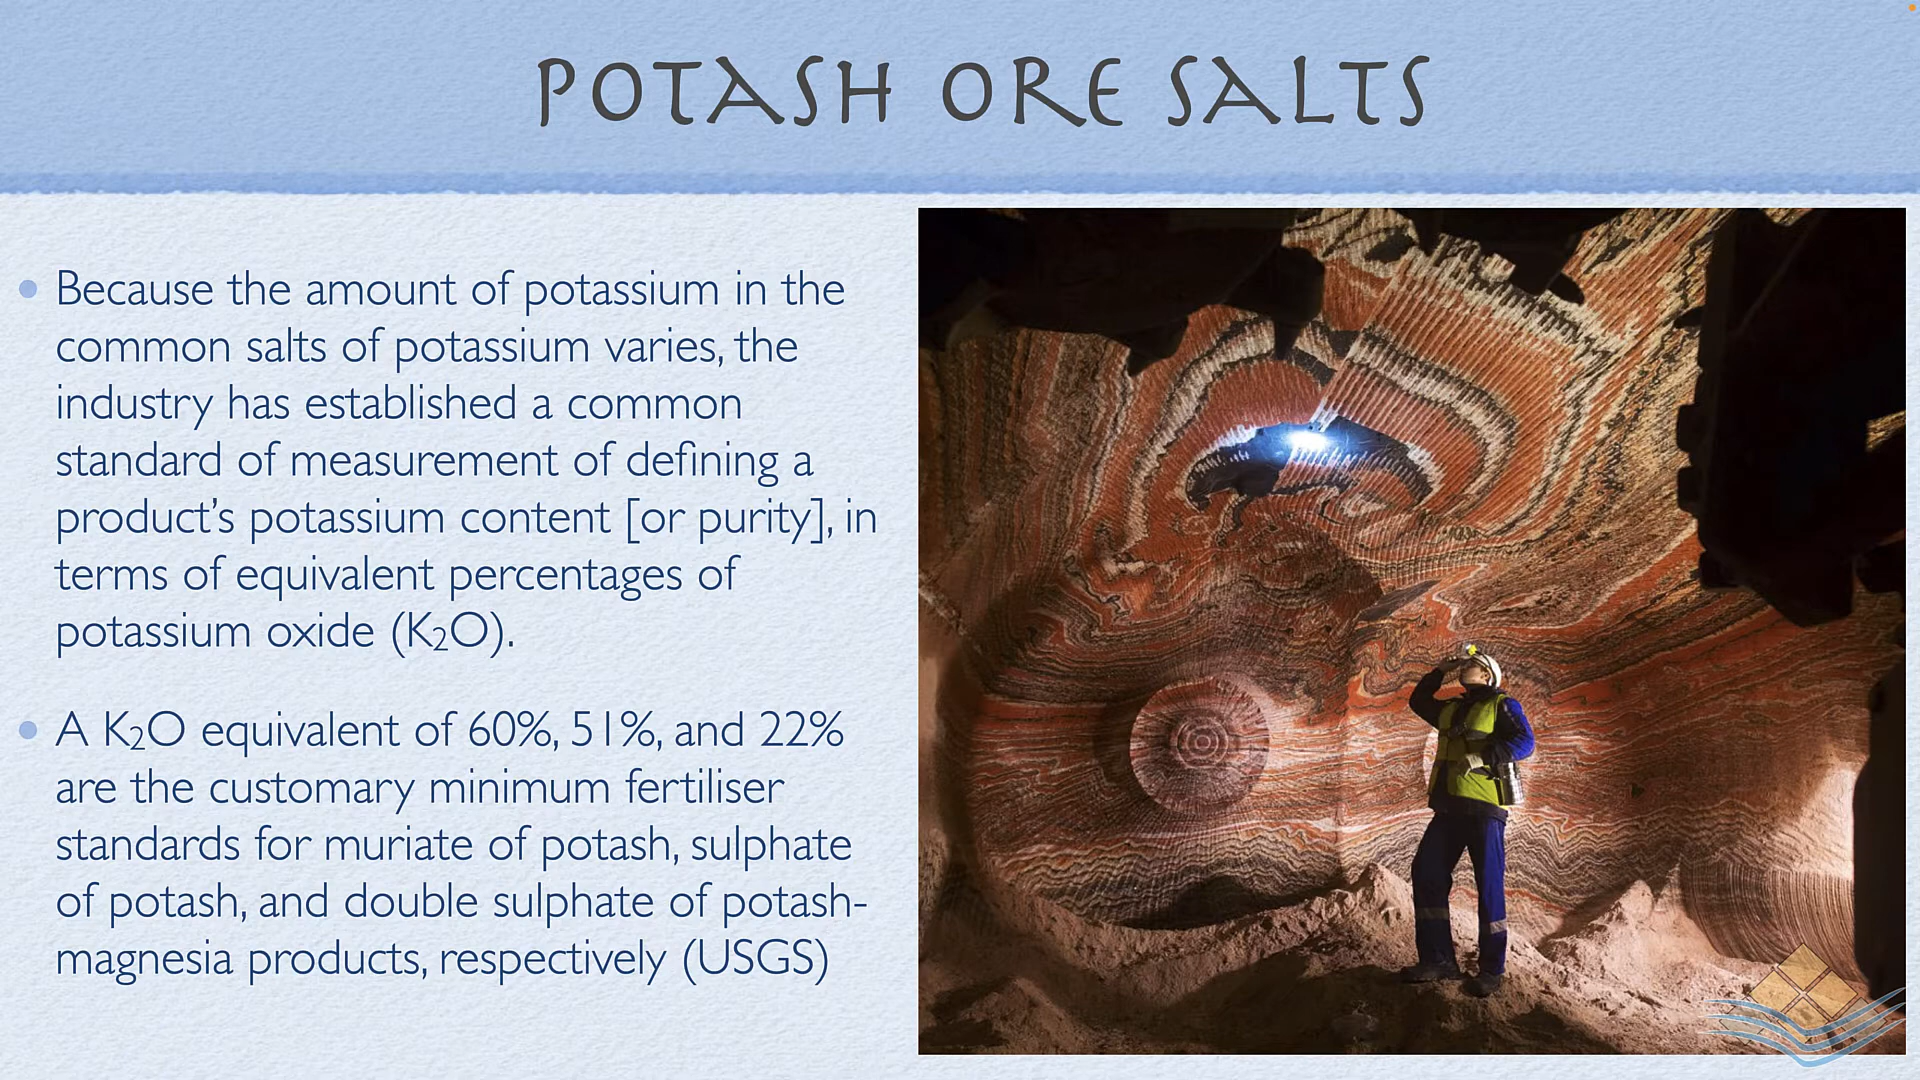 POTASH ORE SALTS
• Because the amount of potassium in the
common salts of potassium varies, the
industry has established a common
standard of measurement of defining a
product’s potassium content [or purity], in
terms of equivalent percentages of
potassium oxide (K₂O).
• A K₂O equivalent of 60%, 51%, and 22%
are the customary minimum fertiliser
standards for muriate of potash, sulphate
of potash, and double sulphate of potash-
magnesia products, respectively (USGS)